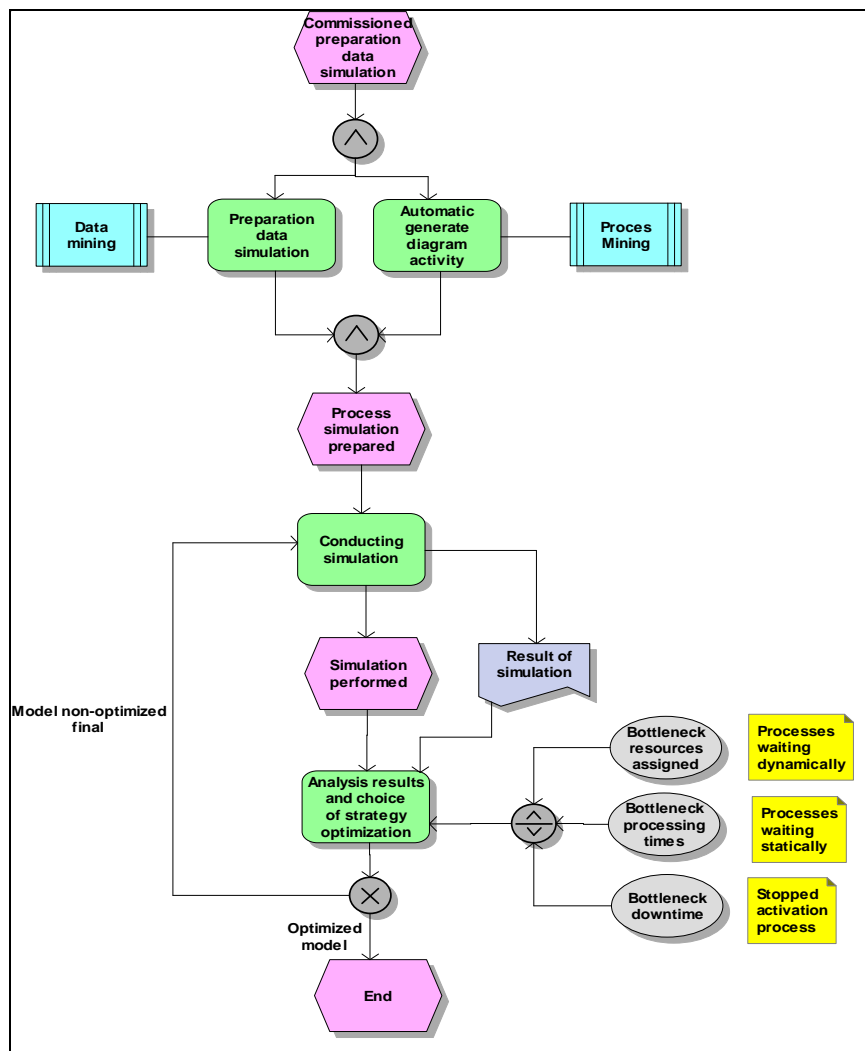 Commissioned
preparation
data
simulation
Data
mining
Preparation
data
simulation
Automatic
generate
diagram
activity
Proces
Mining
Process
simulation
prepared
Conducting
simulation
Simulation
performed
Result of
simulation
Model non-optimized
final
Bottleneck
resources
assigned
Processes
waiting
dynamically
Analysis results
and choice
of strategy
optimization
Bottleneck
processing
times
Processes
waiting
statically
Bottleneck
downtime
Stopped
activation
process
Optimized
model
End